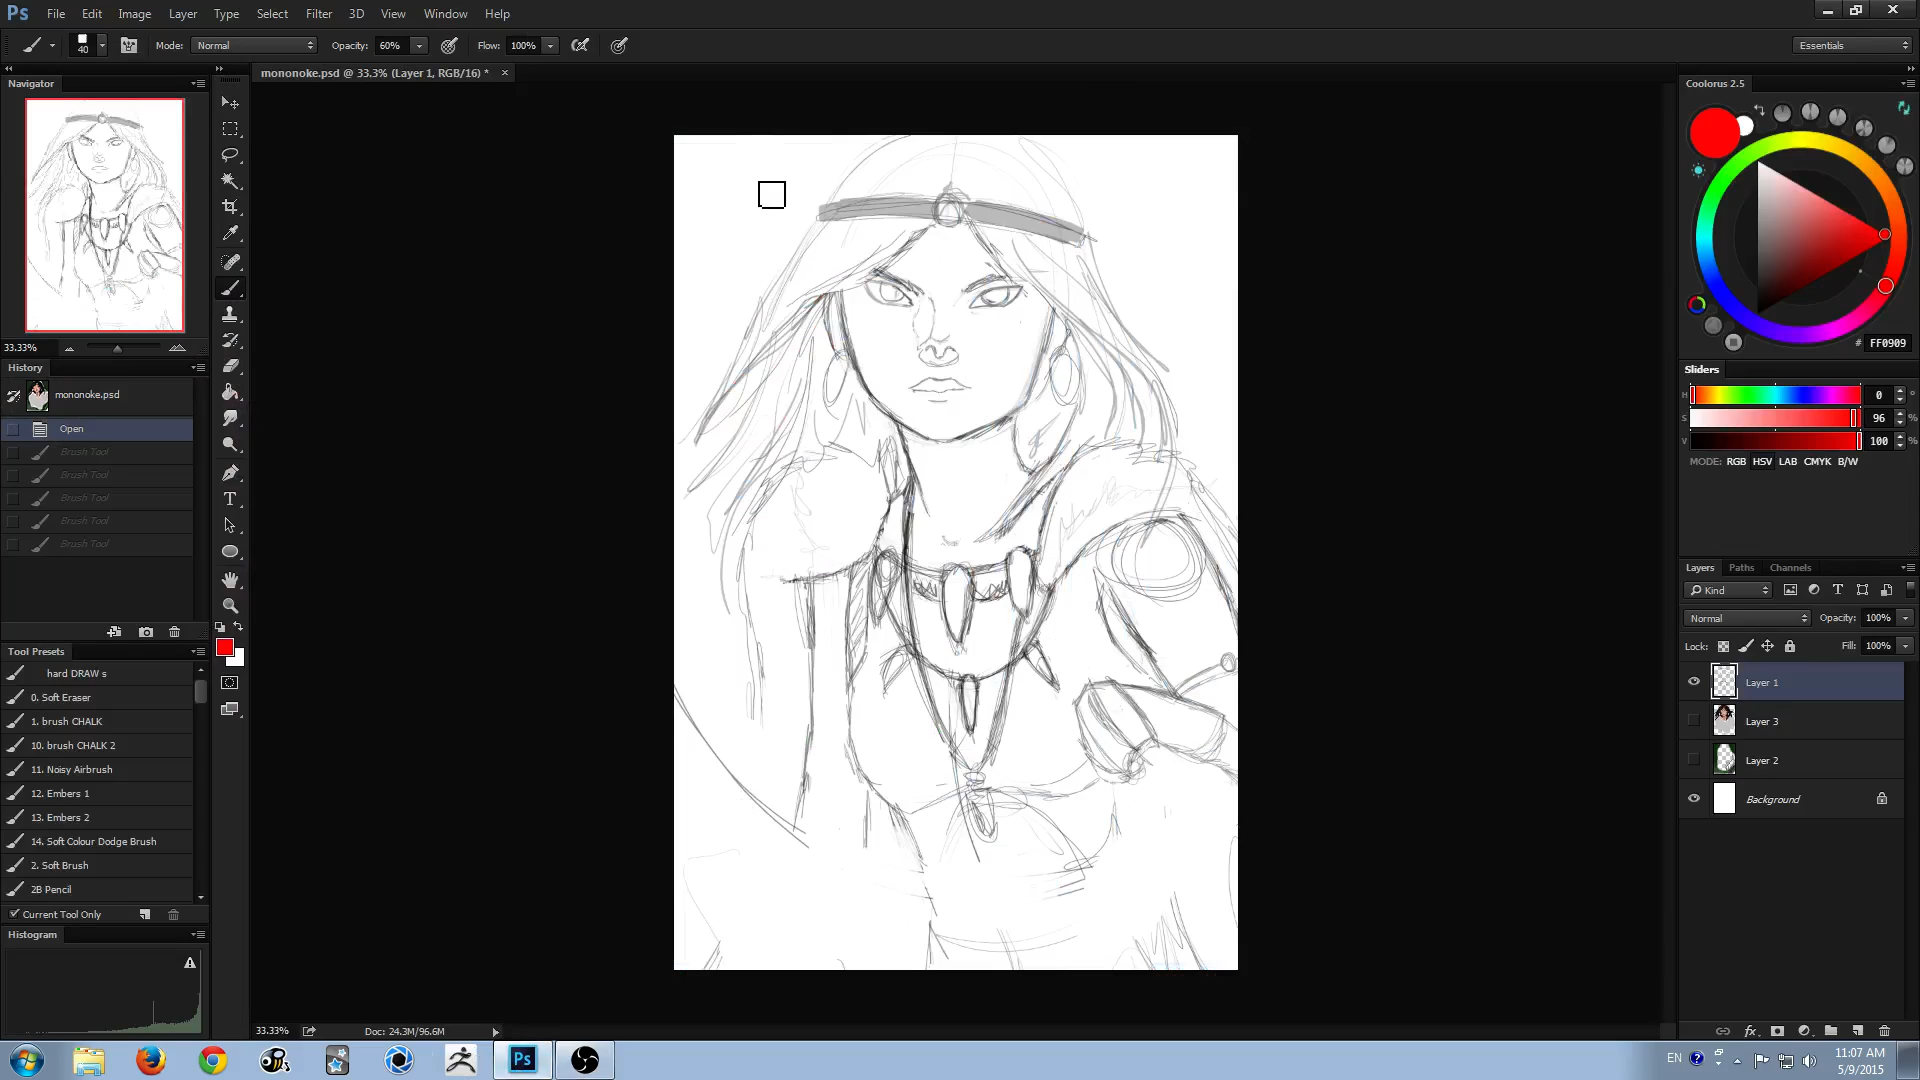 Ps File Edit Image Layer Type Select Filter 3D View Window Help
40 Mode: Normal Opacity: 60% Flow: 100% Essentials
Navigator
mononoke.psd @ 33.3% (Layer 1, RGB/16) *
Coolorus 2.5
33.33%
# FF0909
History
Sliders
mononoke.psd
H 0 °
S 96 %
V 100 %
Open
Brush Tool
Brush Tool
Brush Tool
Brush Tool
Brush Tool
MODE: RGB HSV LAB CMYK B/W
Layers Paths Channels
Kind
Normal Opacity: 100%
Lock: Fill: 100%
Layer 1
Layer 3
Layer 2
Background
Tool Presets
hard DRAW s
0. Soft Eraser
1. brush CHALK
10. brush CHALK 2
11. Noisy Airbrush
12. Embers 1
13. Embers 2
14. Soft Colour Dodge Brush
2. Soft Brush
2B Pencil
Current Tool Only
Histogram
33.33% Doc: 24.3M/96.6M
fx
Ps
EN
11:07 AM
5/9/2015